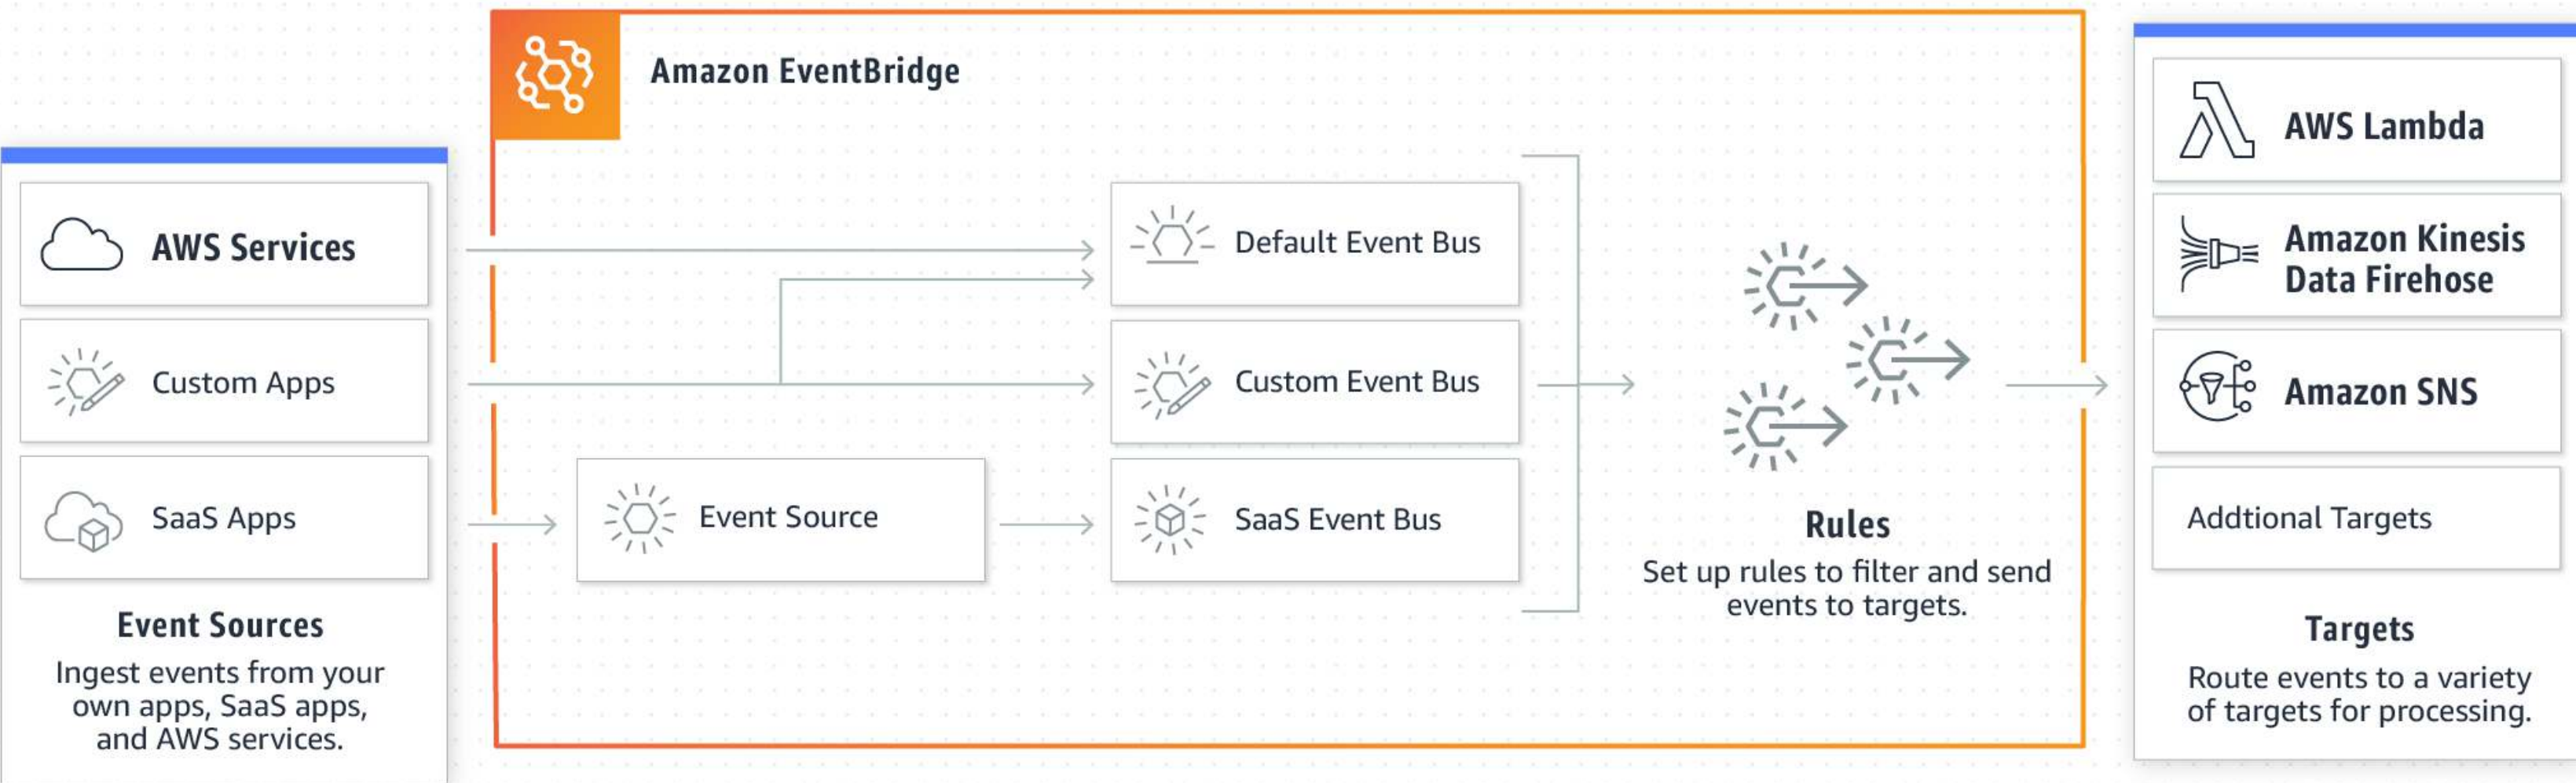 Amazon EventBridge
AWS Services
Custom Apps
SaaS Apps
Event Sources
Ingest events from your
own apps, SaaS apps,
and AWS services.
Event Source
Default Event Bus
Custom Event Bus
SaaS Event Bus
Rules
Set up rules to filter and send
events to targets.
AWS Lambda
Amazon Kinesis
Data Firehose
Amazon SNS
Addtional Targets
Targets
Route events to a variety
of targets for processing.